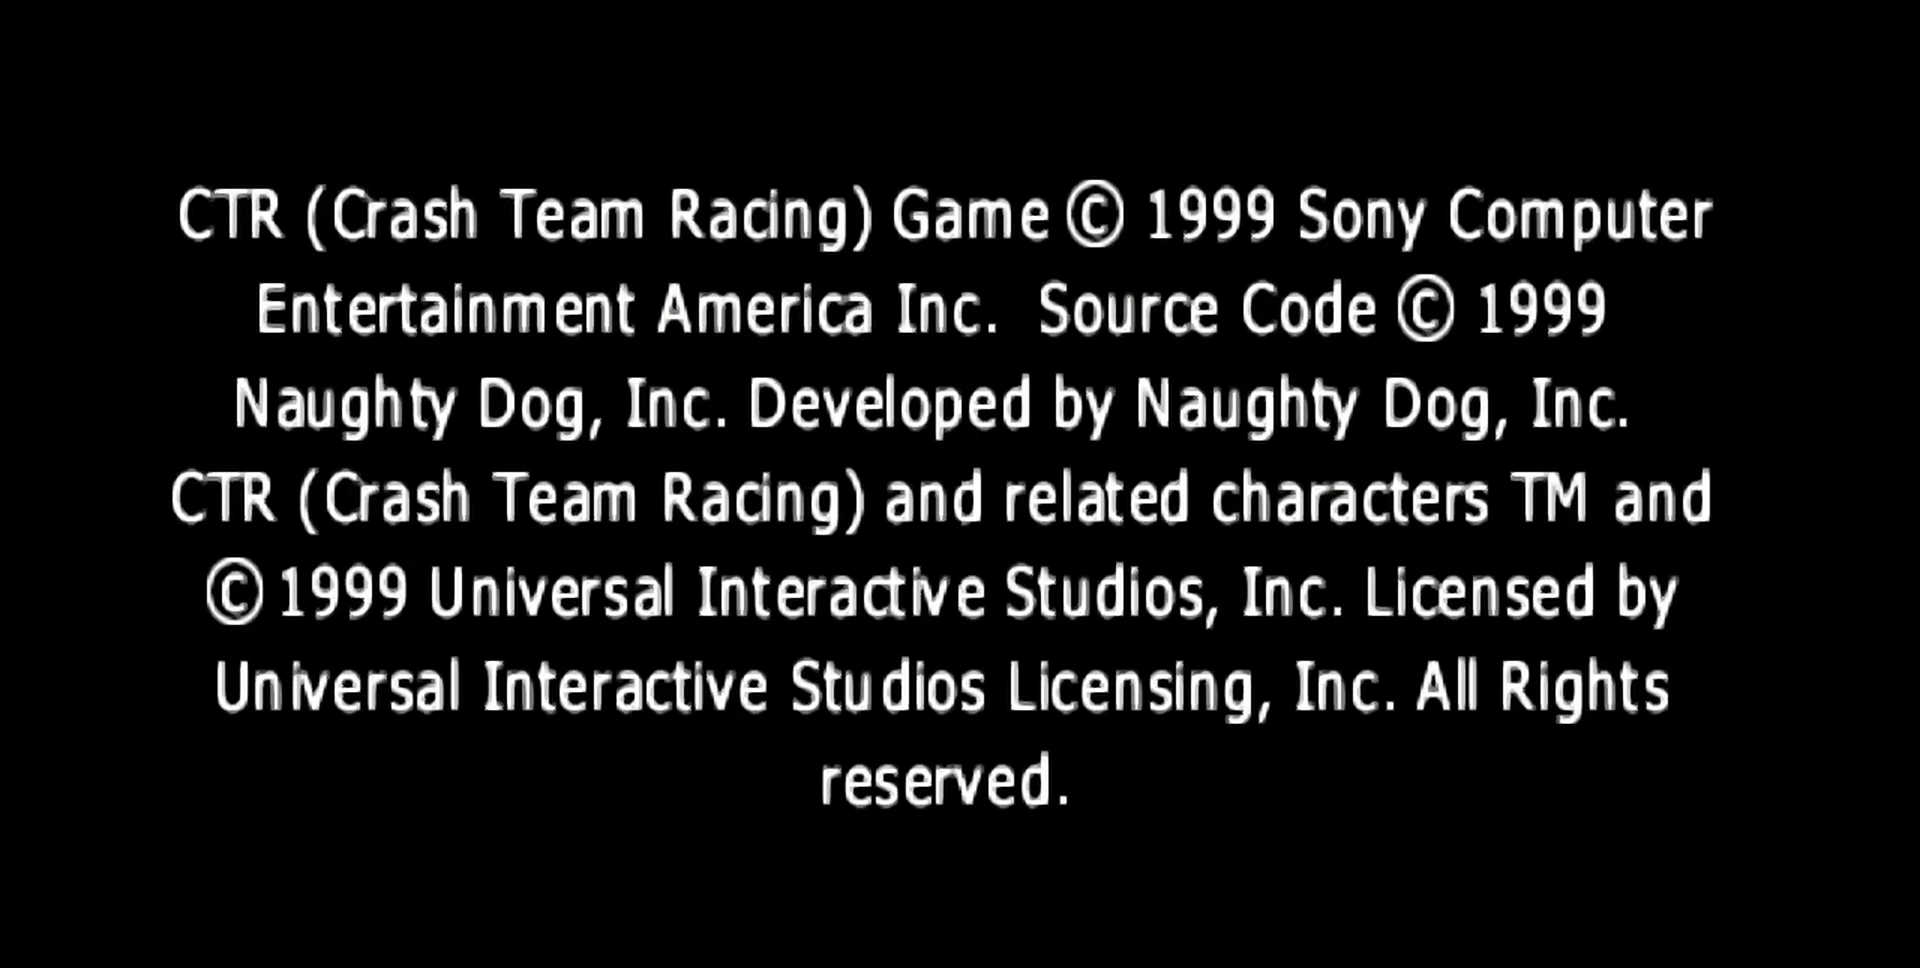 CTR (Crash Team Racing) Game © 1999 Sony Computer
Entertainment America Inc.  Source Code © 1999
Naughty Dog, Inc. Developed by Naughty Dog, Inc.
CTR (Crash Team Racing) and related characters TM and
© 1999 Universal Interactive Studios, Inc. Licensed by
Universal Interactive Studios Licensing, Inc. All Rights
reserved.